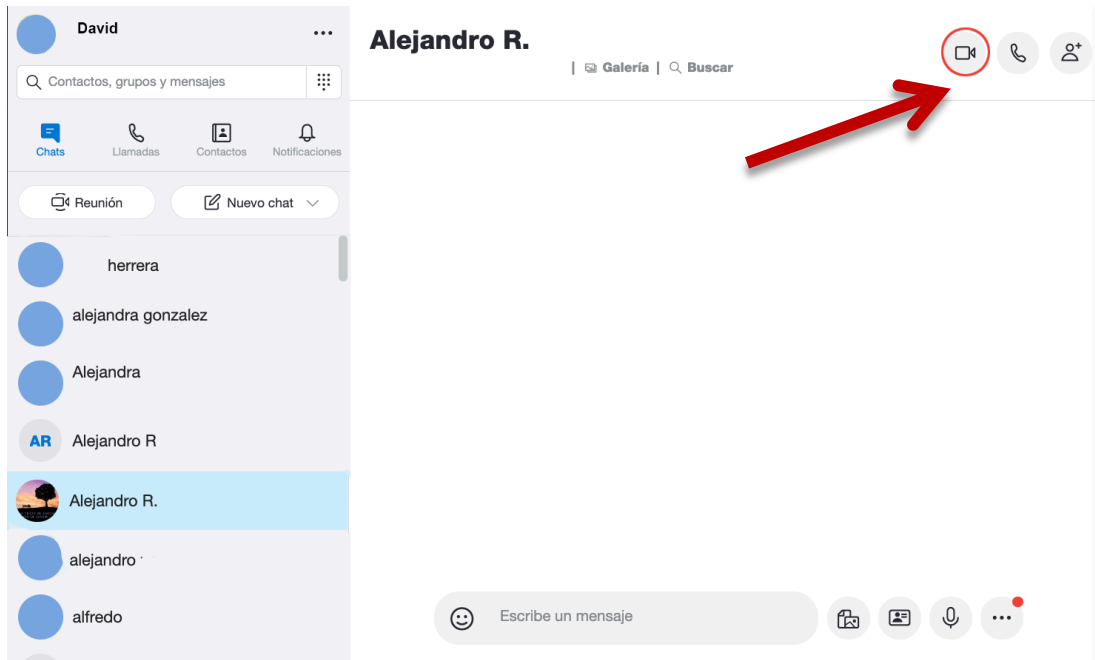 David
Contactos, grupos y mensajes
Chats
Llamadas
Contactos
Notificaciones
Reunión
Nuevo chat
herrera
alejandra gonzalez
Alejandra
AR
Alejandro R
Alejandro R.
alejandro
alfredo
Alejandro R.
| Galería | Buscar
Escribe un mensaje